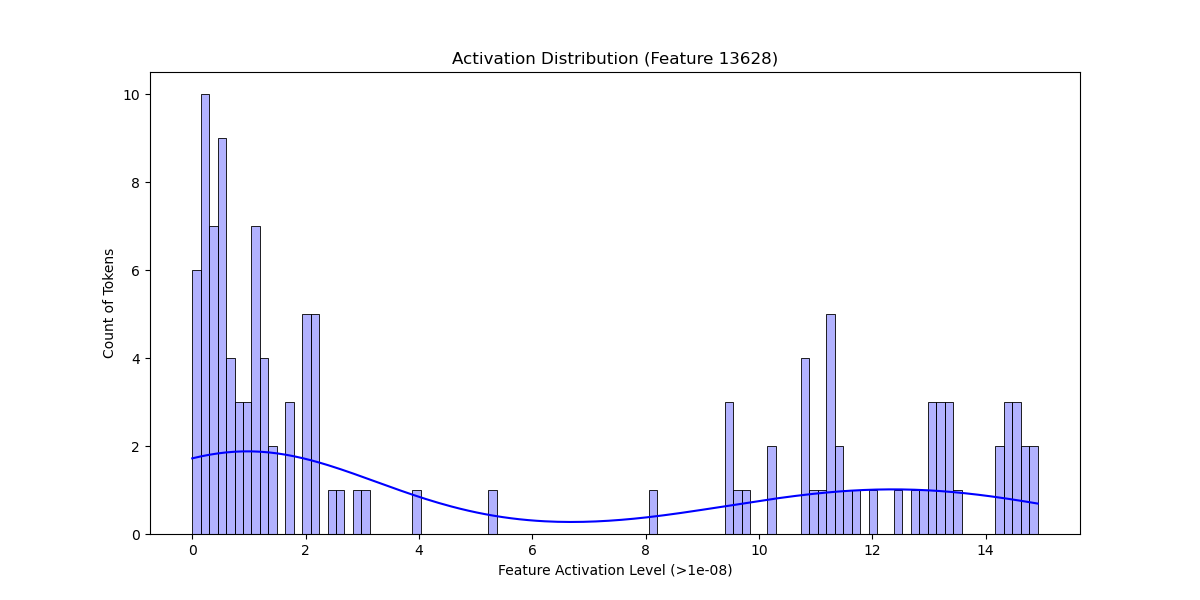 Activation Distribution (Feature 13628)
Count of Tokens
10
8
6
4
2
0
0 2 4 6 8 10 12 14
Feature Activation Level (>1e-08)